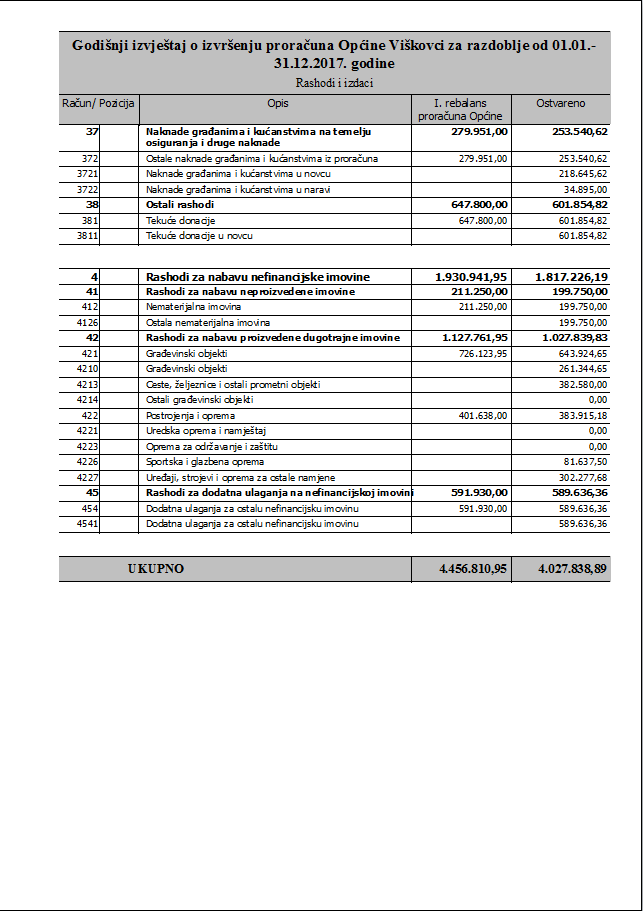 Godišnji izvještaj o izvršenju proračuna Općine Viškovci za razdoblje od 01.01.-
31.12.2017. godine
Rashodi i izdaci
Račun/ Pozicija Opis I. rebalans proračuna Općine Ostvareno
37 Naknade građanima i kućanstvima na temelju osiguranja i druge naknade 279.951,00 253.540,62
372 Ostale naknade građanima i kućanstvima iz proračuna 279.951,00 253.540,62
3721 Naknade građanima i kućanstvima u novcu 218.645,62
3722 Naknade građanima i kućanstvima u naravi 34.895,00
38 Ostali rashodi 647.800,00 601.854,82
381 Tekuće donacije 647.800,00 601.854,82
3811 Tekuće donacije u novcu 601.854,82
4 Rashodi za nabavu nefinancijske imovine 1.930.941,95 1.817.226,19
41 Rashodi za nabavu neproizvedene imovine 211.250,00 199.750,00
412 Nematerijalna imovina 211.250,00 199.750,00
4126 Ostala nematerijalna imovina 199.750,00
42 Rashodi za nabavu proizvedene dugotrajne imovine 1.127.761,95 1.027.839,83
421 Građevinski objekti 726.123,95 643.924,65
4210 Građevinski objekti 261.344,65
4213 Ceste, željeznice i ostali prometni objekti 382.580,00
4214 Ostali građevinski objekti 0,00
422 Postrojenja i oprema 401.638,00 383.915,18
4221 Uredska oprema i namještaj 0,00
4223 Oprema za održavanje i zaštitu 0,00
4226 Sportska i glazbena oprema 81.637,50
4227 Uređaji, strojevi i oprema za ostale namjene 302.277,68
45 Rashodi za dodatna ulaganja na nefinancijskoj imovini 591.930,00 589.636,36
454 Dodatna ulaganja za ostalu nefinancijsku imovinu 591.930,00 589.636,36
4541 Dodatna ulaganja za ostalu nefinancijsku imovinu 589.636,36
UKUPNO 4.456.810,95 4.027.838,89